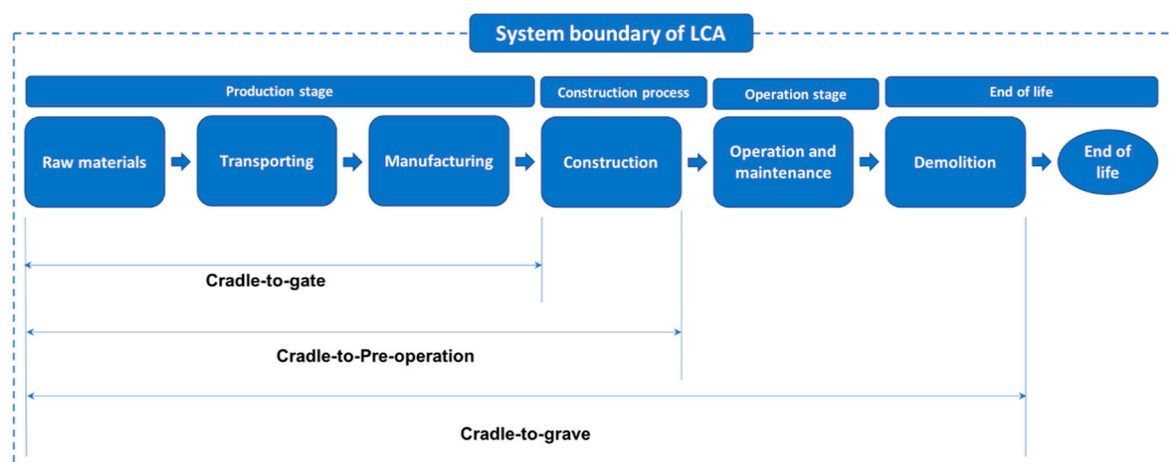 System boundary of LCA
Production stage
Construction process
Operation stage
End of life
Raw materials
Transporting
Manufacturing
Construction
Operation and
maintenance
Demolition
End of
life
Cradle-to-gate
Cradle-to-Pre-operation
Cradle-to-grave